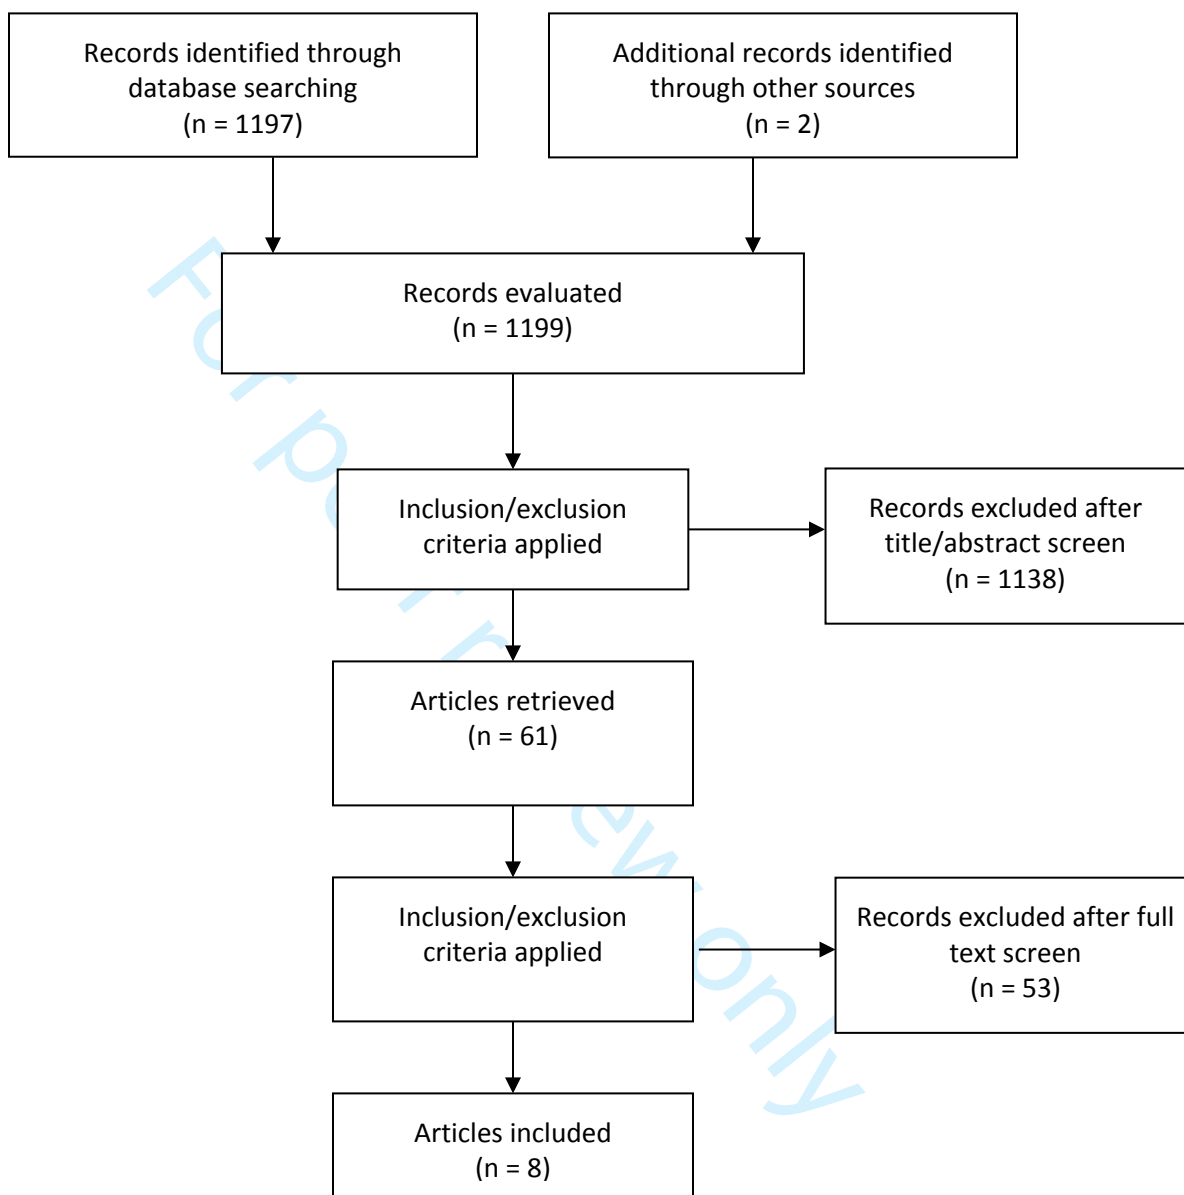 Records identified through
database searching
(n = 1197)
Additional records identified
through other sources
(n = 2)
Records evaluated
(n = 1199)
Inclusion/exclusion
criteria applied
Records excluded after
title/abstract screen
(n = 1138)
Articles retrieved
(n = 61)
Inclusion/exclusion
criteria applied
Records excluded after full
text screen
(n = 53)
Articles included
(n = 8)
For peer review only